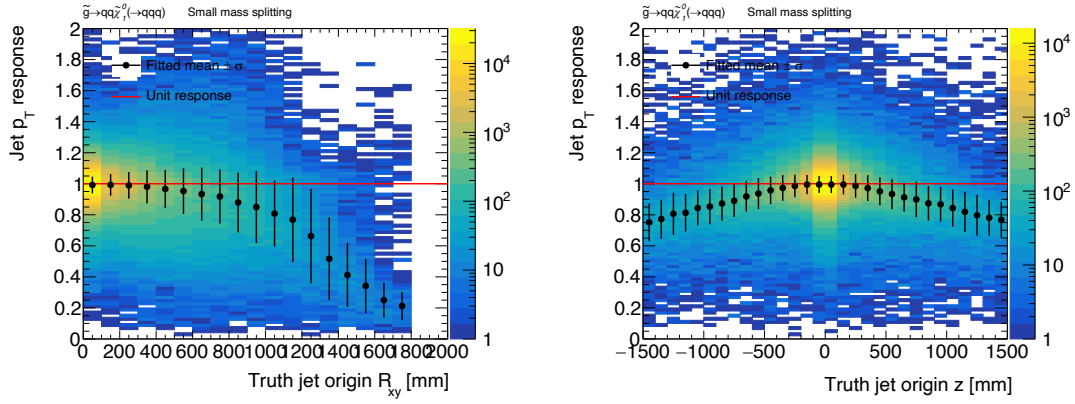 g̃→qqχ̃₁⁰(→qqq) Small mass splitting
Jet p_T response
2
1.8
1.6
1.4
1.2
1
0.8
0.6
0.4
0.2
0
Fitted mean ± σ
Unit response
0 200 400 600 800 1000 1200 1400 1600 1800 2000
Truth jet origin R_xy [mm]
10⁴
10³
10²
10
1
g̃→qqχ̃₁⁰(→qqq) Small mass splitting
Jet p_T response
2
1.8
1.6
1.4
1.2
1
0.8
0.6
0.4
0.2
0
Fitted mean ± σ
Unit response
−1500 −1000 −500 0 500 1000 1500
Truth jet origin z [mm]
10⁴
10³
10²
10
1